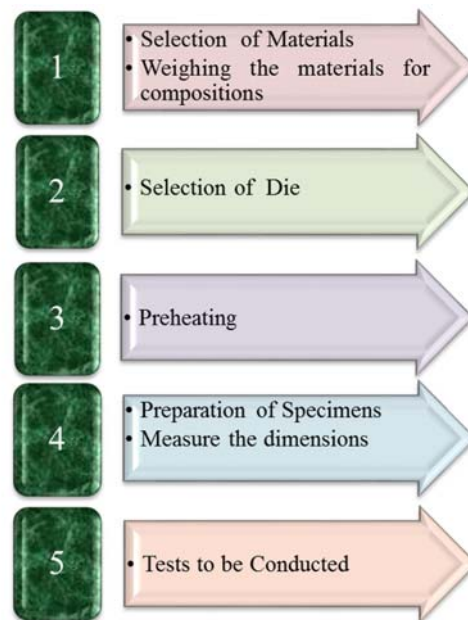 1
• Selection of Materials
• Weighing the materials for
compositions
2
• Selection of Die
3
• Preheating
4
• Preparation of Specimens
• Measure the dimensions
5
• Tests to be Conducted